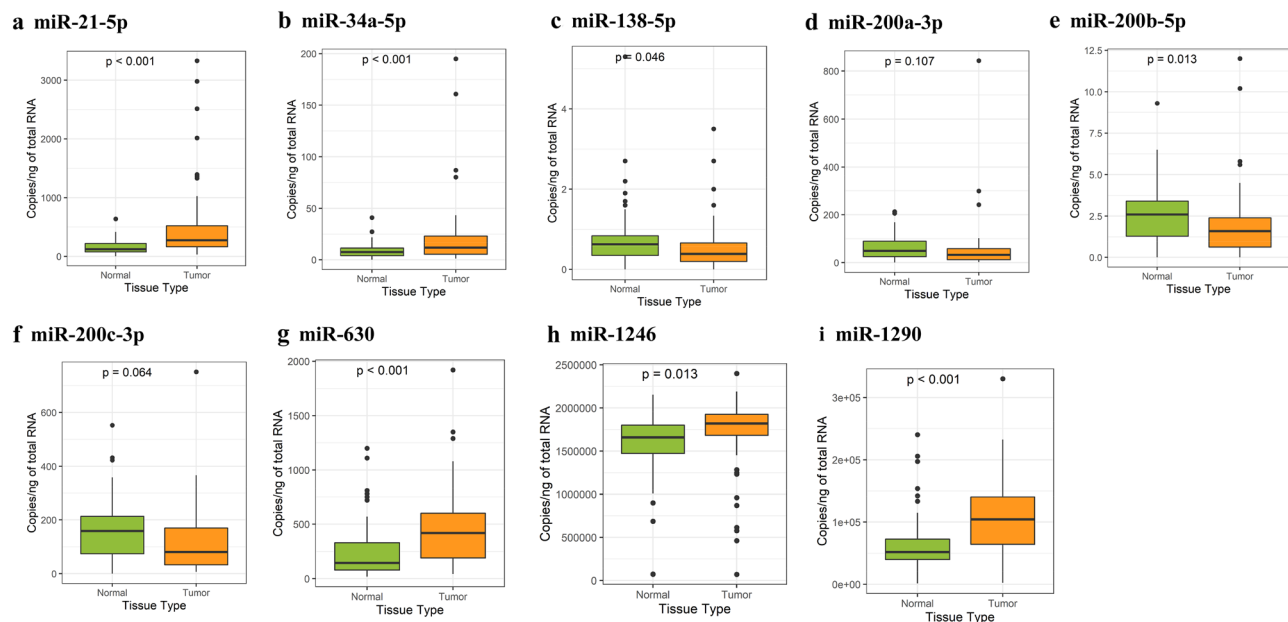 a miR-21-5p
p < 0.001
Copies/ng of total RNA
3000
2000
1000
0
Normal
Tumor
Tissue Type
b miR-34a-5p
p < 0.001
Copies/ng of total RNA
200
150
100
50
0
Normal
Tumor
Tissue Type
c miR-138-5p
p = 0.046
Copies/ng of total RNA
4
2
0
Normal
Tumor
Tissue Type
d miR-200a-3p
p = 0.107
Copies/ng of total RNA
800
600
400
200
0
Normal
Tumor
Tissue Type
e miR-200b-5p
p = 0.013
Copies/ng of total RNA
12.5
10.0
7.5
5.0
2.5
0.0
Normal
Tumor
Tissue Type
f miR-200c-3p
p = 0.064
Copies/ng of total RNA
600
400
200
0
Normal
Tumor
Tissue Type
g miR-630
p < 0.001
Copies/ng of total RNA
2000
1500
1000
500
0
Normal
Tumor
Tissue Type
h miR-1246
p = 0.013
Copies/ng of total RNA
2500000
2000000
1500000
1000000
500000
0
Normal
Tumor
Tissue Type
i miR-1290
p < 0.001
Copies/ng of total RNA
3e+05
2e+05
1e+05
0e+00
Normal
Tumor
Tissue Type